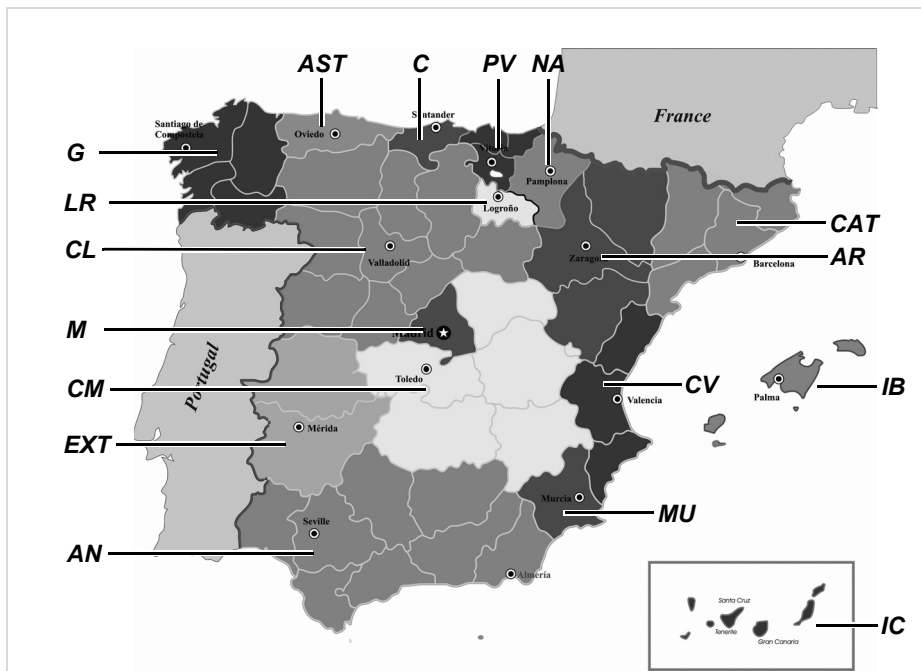 AST
C
PV
NA
Santander
France
Santiago de
Compostela
Oviedo
Vitoria
G
Pamplona
LR
Logroño
CAT
CL
Valladolid
Zaragoza
AR
Barcelona
M
Madrid
Portugal
Toledo
CM
CV
Valencia
Palma
IB
EXT
Mérida
Murcia
MU
Seville
AN
Almería
Santa Cruz
Tenerife
Gran Canaria
IC